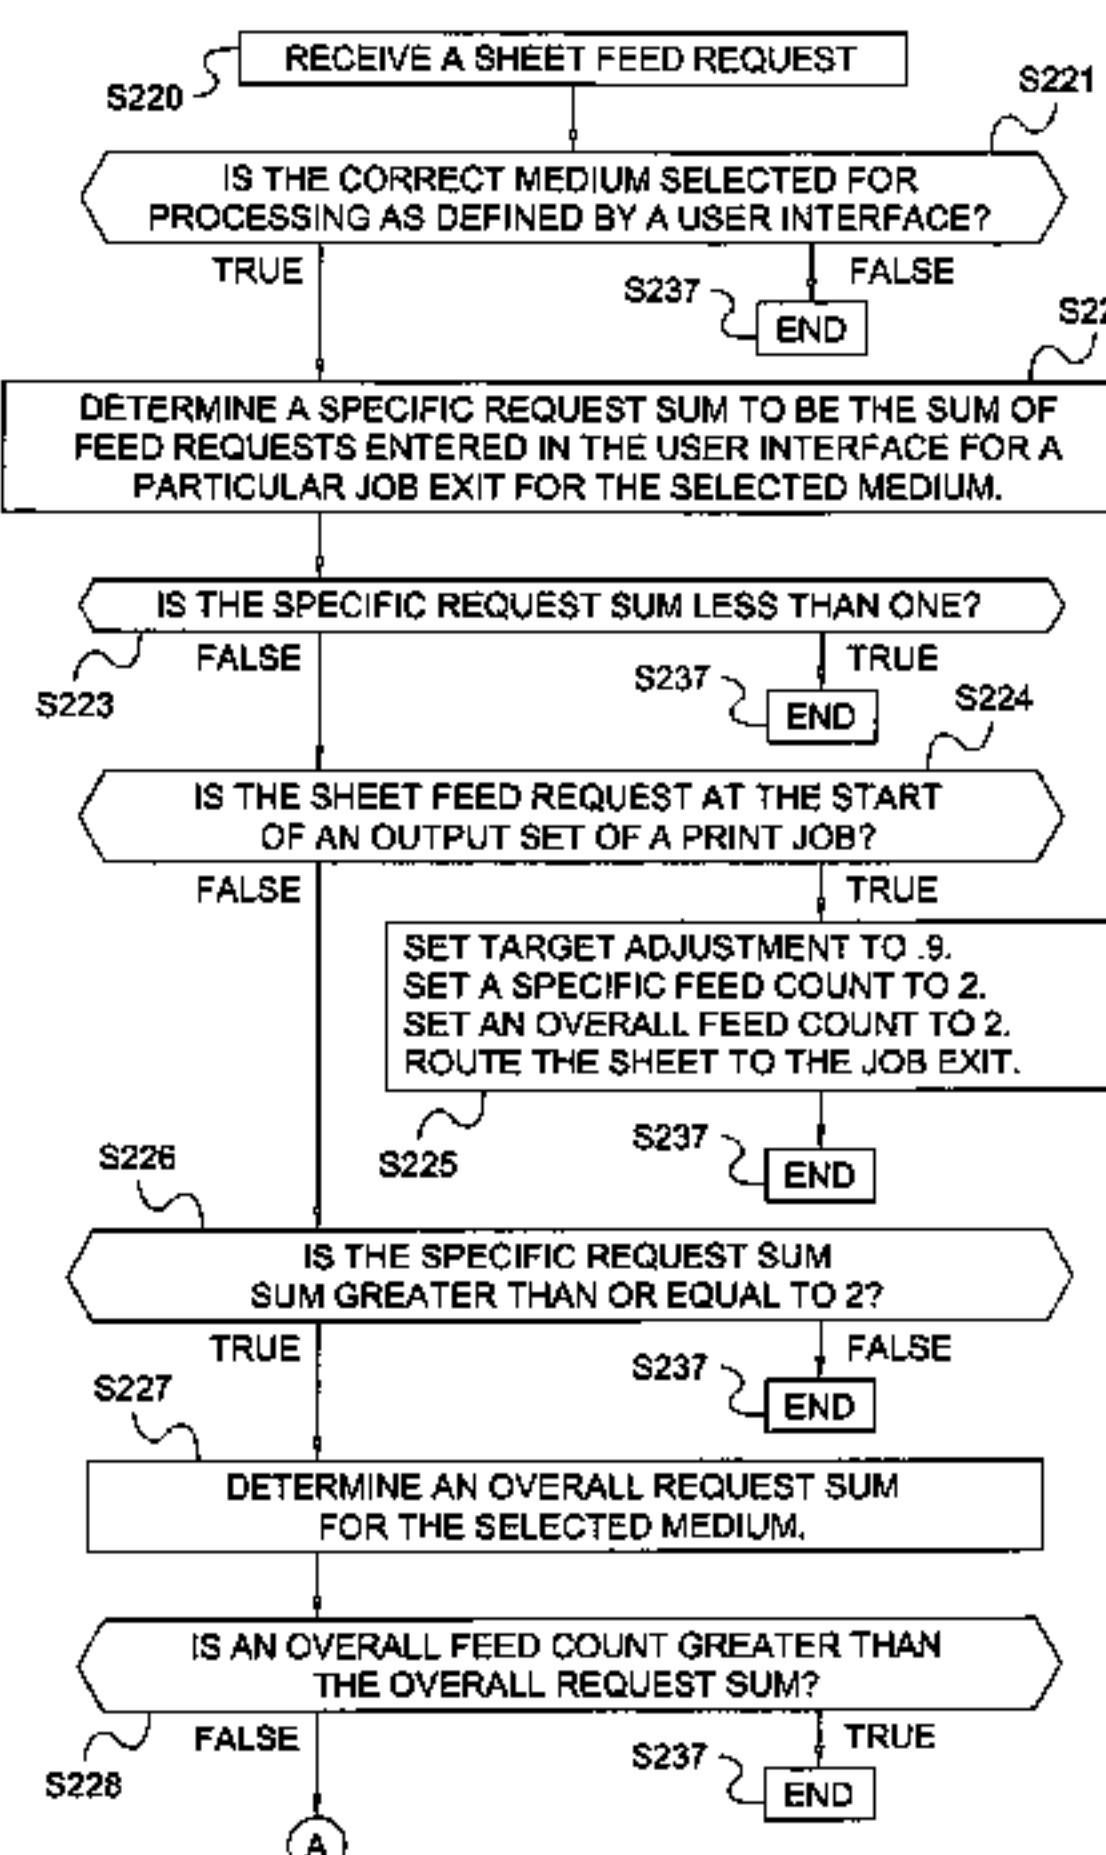 RECEIVE A SHEET FEED REQUEST
S220
S221
IS THE CORRECT MEDIUM SELECTED FOR
PROCESSING AS DEFINED BY A USER INTERFACE?
TRUE
FALSE
S237
END
DETERMINE A SPECIFIC REQUEST SUM TO BE THE SUM OF
FEED REQUESTS ENTERED IN THE USER INTERFACE FOR A
PARTICULAR JOB EXIT FOR THE SELECTED MEDIUM.
IS THE SPECIFIC REQUEST SUM LESS THAN ONE?
S223
FALSE
TRUE
S237
END
S224
IS THE SHEET FEED REQUEST AT THE START
OF AN OUTPUT SET OF A PRINT JOB?
FALSE
TRUE
SET TARGET ADJUSTMENT TO .9.
SET A SPECIFIC FEED COUNT TO 2.
SET AN OVERALL FEED COUNT TO 2.
ROUTE THE SHEET TO THE JOB EXIT.
S225
S237
END
S226
IS THE SPECIFIC REQUEST SUM
SUM GREATER THAN OR EQUAL TO 2?
TRUE
FALSE
S237
END
S227
DETERMINE AN OVERALL REQUEST SUM
FOR THE SELECTED MEDIUM.
IS AN OVERALL FEED COUNT GREATER THAN
THE OVERALL REQUEST SUM?
S228
FALSE
TRUE
S237
END
A